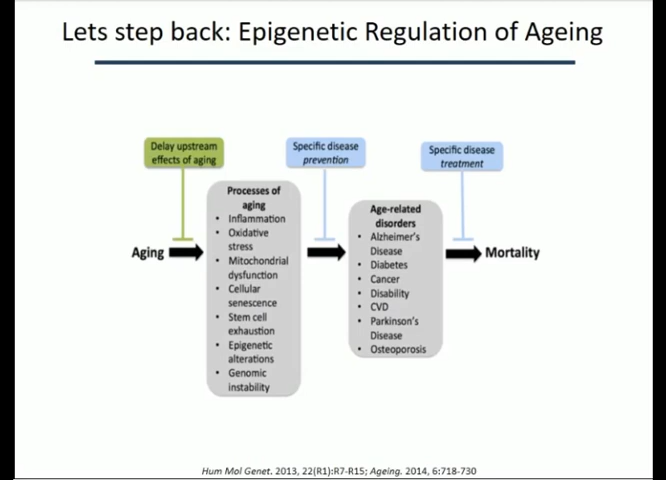 Lets step back: Epigenetic Regulation of Ageing
Delay upstream
effects of aging
Specific disease
prevention
Specific disease
treatment
Aging
Processes of
aging
• Inflammation
• Oxidative
stress
• Mitochondrial
dysfunction
• Cellular
senescence
• Stem cell
exhaustion
• Epigenetic
alterations
• Genomic
instability
Age-related
disorders
• Alzheimer's
Disease
• Diabetes
• Cancer
• Disability
• CVD
• Parkinson's
Disease
• Osteoporosis
Mortality
Hum Mol Genet. 2013, 22(R1):R7-R15; Ageing. 2014, 6:718-730